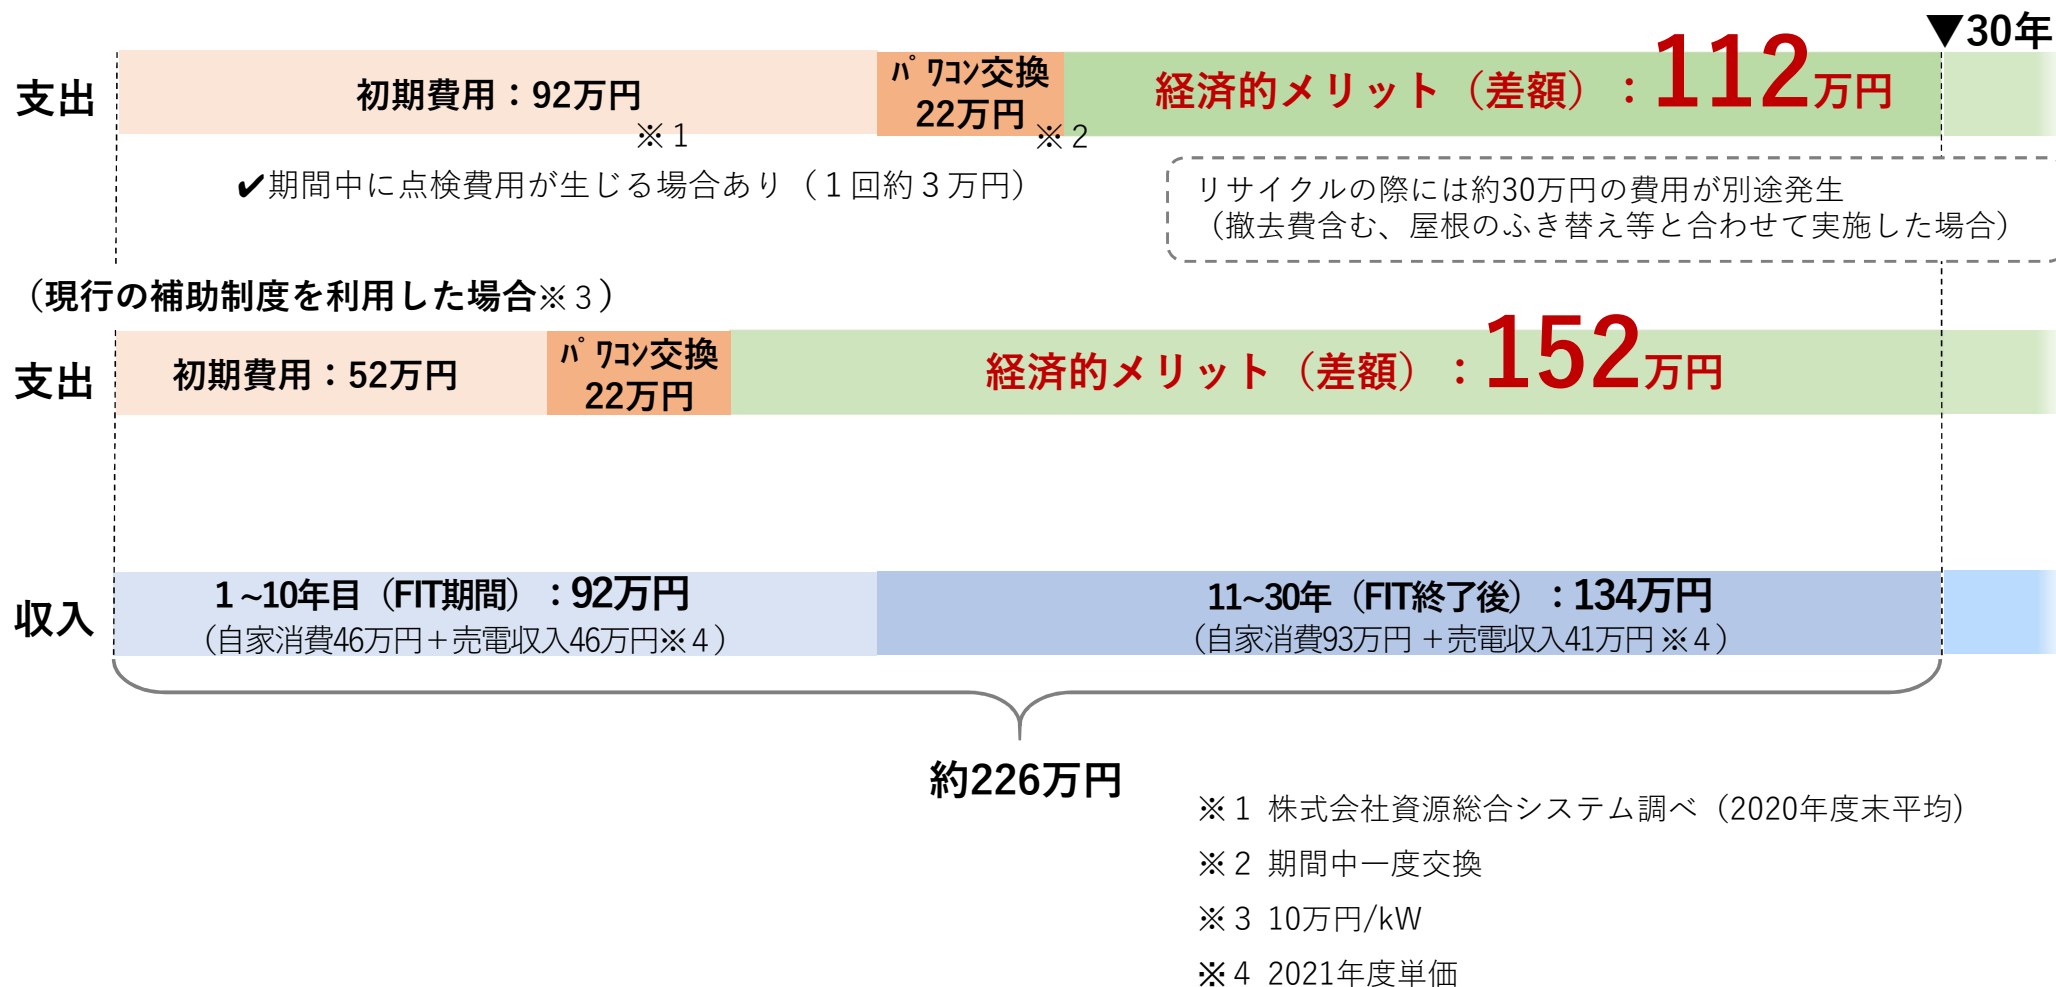 ▼30年
支出
初期費用：92万円
※１
ﾊﾟﾜｺﾝ交換
22万円
※２
経済的メリット（差額）：112万円
✔期間中に点検費用が生じる場合あり（１回約３万円）
リサイクルの際には約30万円の費用が別途発生
（撤去費含む、屋根のふき替え等と合わせて実施した場合）
（現行の補助制度を利用した場合※３）
支出
初期費用：52万円
ﾊﾟﾜｺﾝ交換
22万円
経済的メリット（差額）：152万円
収入
１~10年目（FIT期間）：92万円
（自家消費46万円＋売電収入46万円※４）
11~30年（FIT終了後）：134万円
（自家消費93万円 ＋売電収入41万円 ※４）
約226万円
※１ 株式会社資源総合システム調べ（2020年度末平均）
※２ 期間中一度交換
※３ 10万円/kW
※４ 2021年度単価